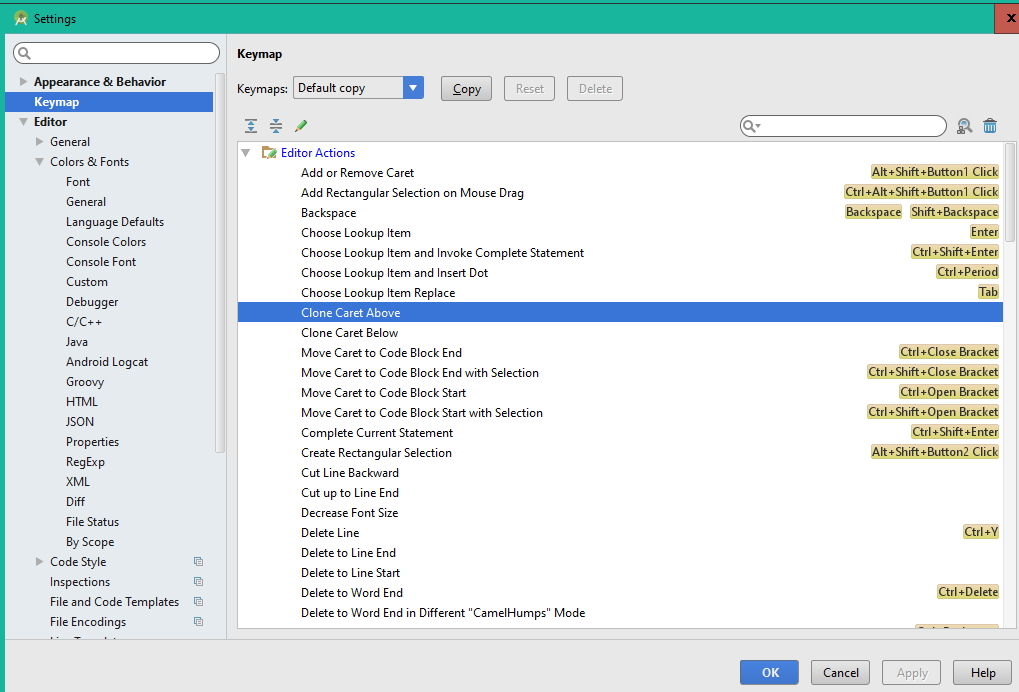 Settings
Appearance & Behavior
Keymap
Editor
General
Colors & Fonts
Font
General
Language Defaults
Console Colors
Console Font
Custom
Debugger
C/C++
Java
Android Logcat
Groovy
HTML
JSON
Properties
RegExp
XML
Diff
File Status
By Scope
Code Style
Inspections
File and Code Templates
File Encodings
Keymap
Keymaps: Default copy Copy Reset Delete
Editor Actions
Add or Remove Caret Alt+Shift+Button1 Click
Add Rectangular Selection on Mouse Drag Ctrl+Alt+Shift+Button1 Click
Backspace Backspace Shift+Backspace
Choose Lookup Item Enter
Choose Lookup Item and Invoke Complete Statement Ctrl+Shift+Enter
Choose Lookup Item and Insert Dot Ctrl+Period
Choose Lookup Item Replace Tab
Clone Caret Above
Clone Caret Below
Move Caret to Code Block End Ctrl+Close Bracket
Move Caret to Code Block End with Selection Ctrl+Shift+Close Bracket
Move Caret to Code Block Start Ctrl+Open Bracket
Move Caret to Code Block Start with Selection Ctrl+Shift+Open Bracket
Complete Current Statement Ctrl+Shift+Enter
Create Rectangular Selection Alt+Shift+Button2 Click
Cut Line Backward
Cut up to Line End
Decrease Font Size
Delete Line Ctrl+Y
Delete to Line End
Delete to Line Start
Delete to Word End Ctrl+Delete
Delete to Word End in Different "CamelHumps" Mode
OK Cancel Apply Help